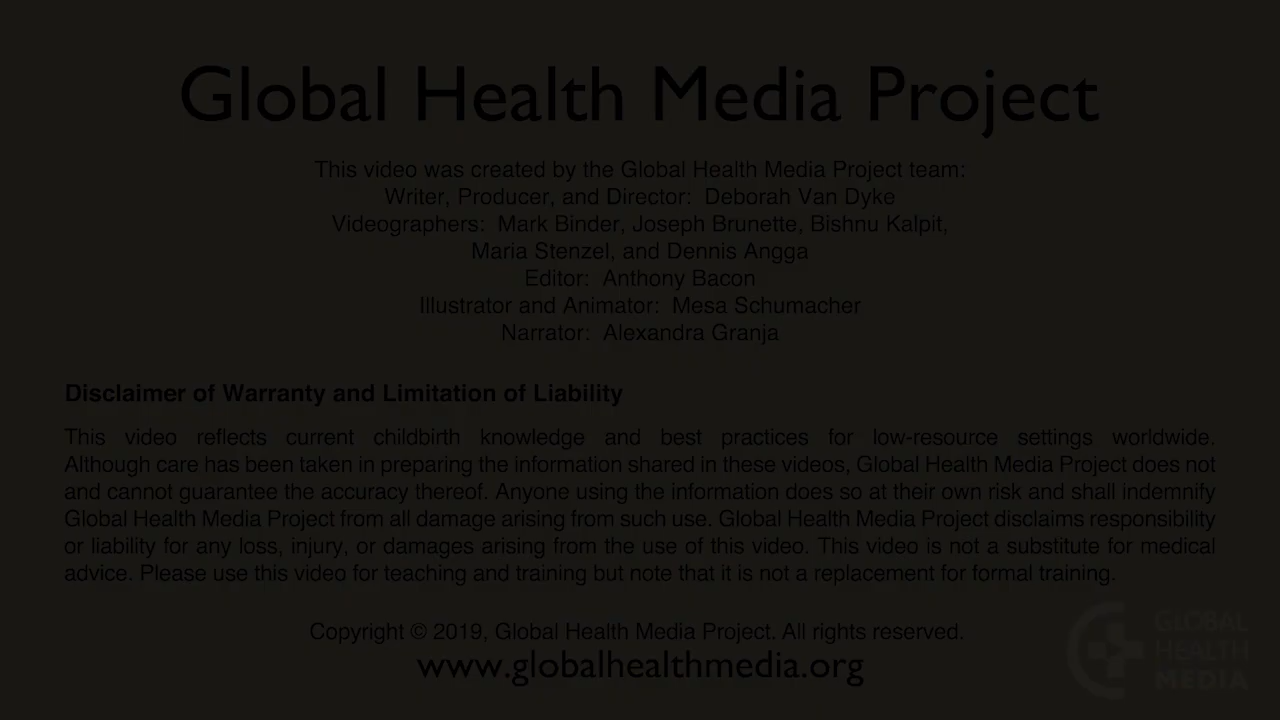 Global Health Media Project
This video was created by the Global Health Media Project team:
Writer, Producer, and Director:  Deborah Van Dyke
Videographers:  Mark Binder, Joseph Brunette, Bishnu Kalpit,
Maria Stenzel, and Dennis Angga
Editor:  Anthony Bacon
Illustrator and Animator:  Mesa Schumacher
Narrator:  Alexandra Granja
Disclaimer of Warranty and Limitation of Liability
This video reflects current childbirth knowledge and best practices for low-resource settings worldwide.
Although care has been taken in preparing the information shared in these videos, Global Health Media Project does not
and cannot guarantee the accuracy thereof. Anyone using the information does so at their own risk and shall indemnify
Global Health Media Project from all damage arising from such use. Global Health Media Project disclaims responsibility
or liability for any loss, injury, or damages arising from the use of this video. This video is not a substitute for medical
advice. Please use this video for teaching and training but note that it is not a replacement for formal training.
Copyright © 2019, Global Health Media Project. All rights reserved.
www.globalhealthmedia.org
GLOBAL
HEALTH
MEDIA